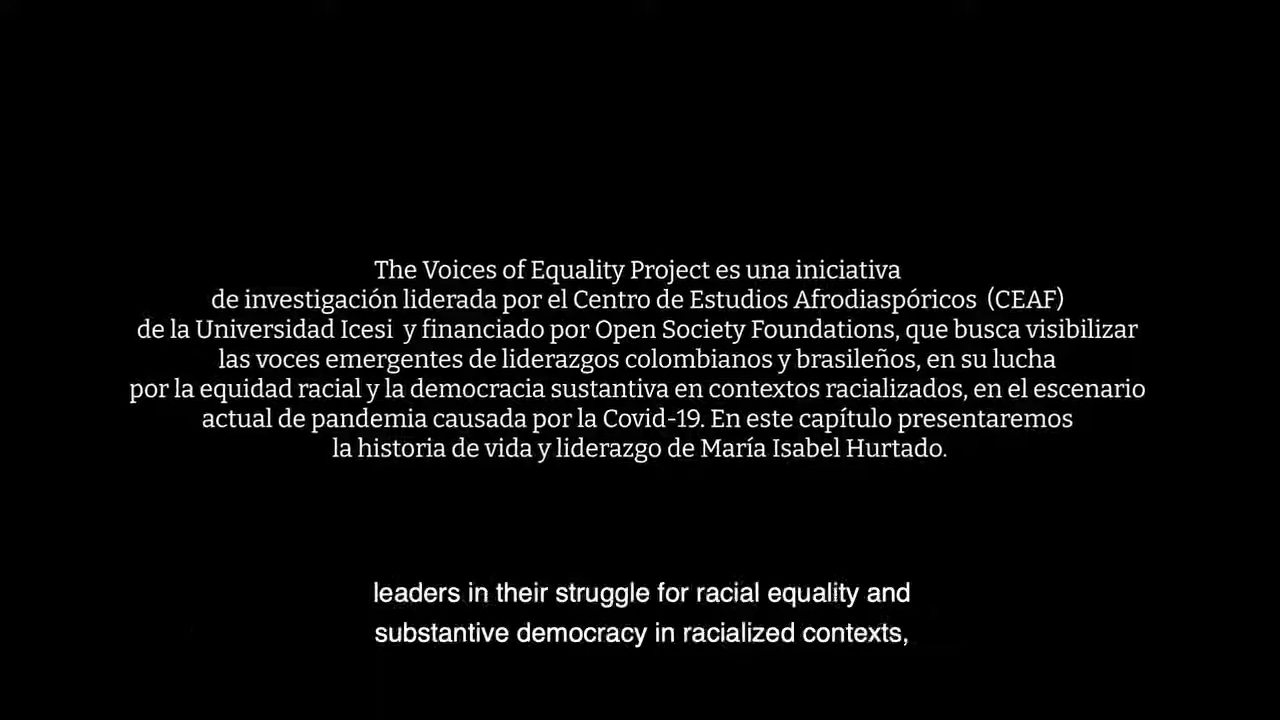 The Voices of Equality Project es una iniciativa
de investigación liderada por el Centro de Estudios Afrodiaspóricos (CEAF)
de la Universidad Icesi y financiado por Open Society Foundations, que busca visibilizar
las voces emergentes de liderazgos colombianos y brasileños, en su lucha
por la equidad racial y la democracia sustantiva en contextos racializados, en el escenario
actual de pandemia causada por la Covid-19. En este capítulo presentaremos
la historia de vida y liderazgo de María Isabel Hurtado.
leaders in their struggle for racial equality and
substantive democracy in racialized contexts,